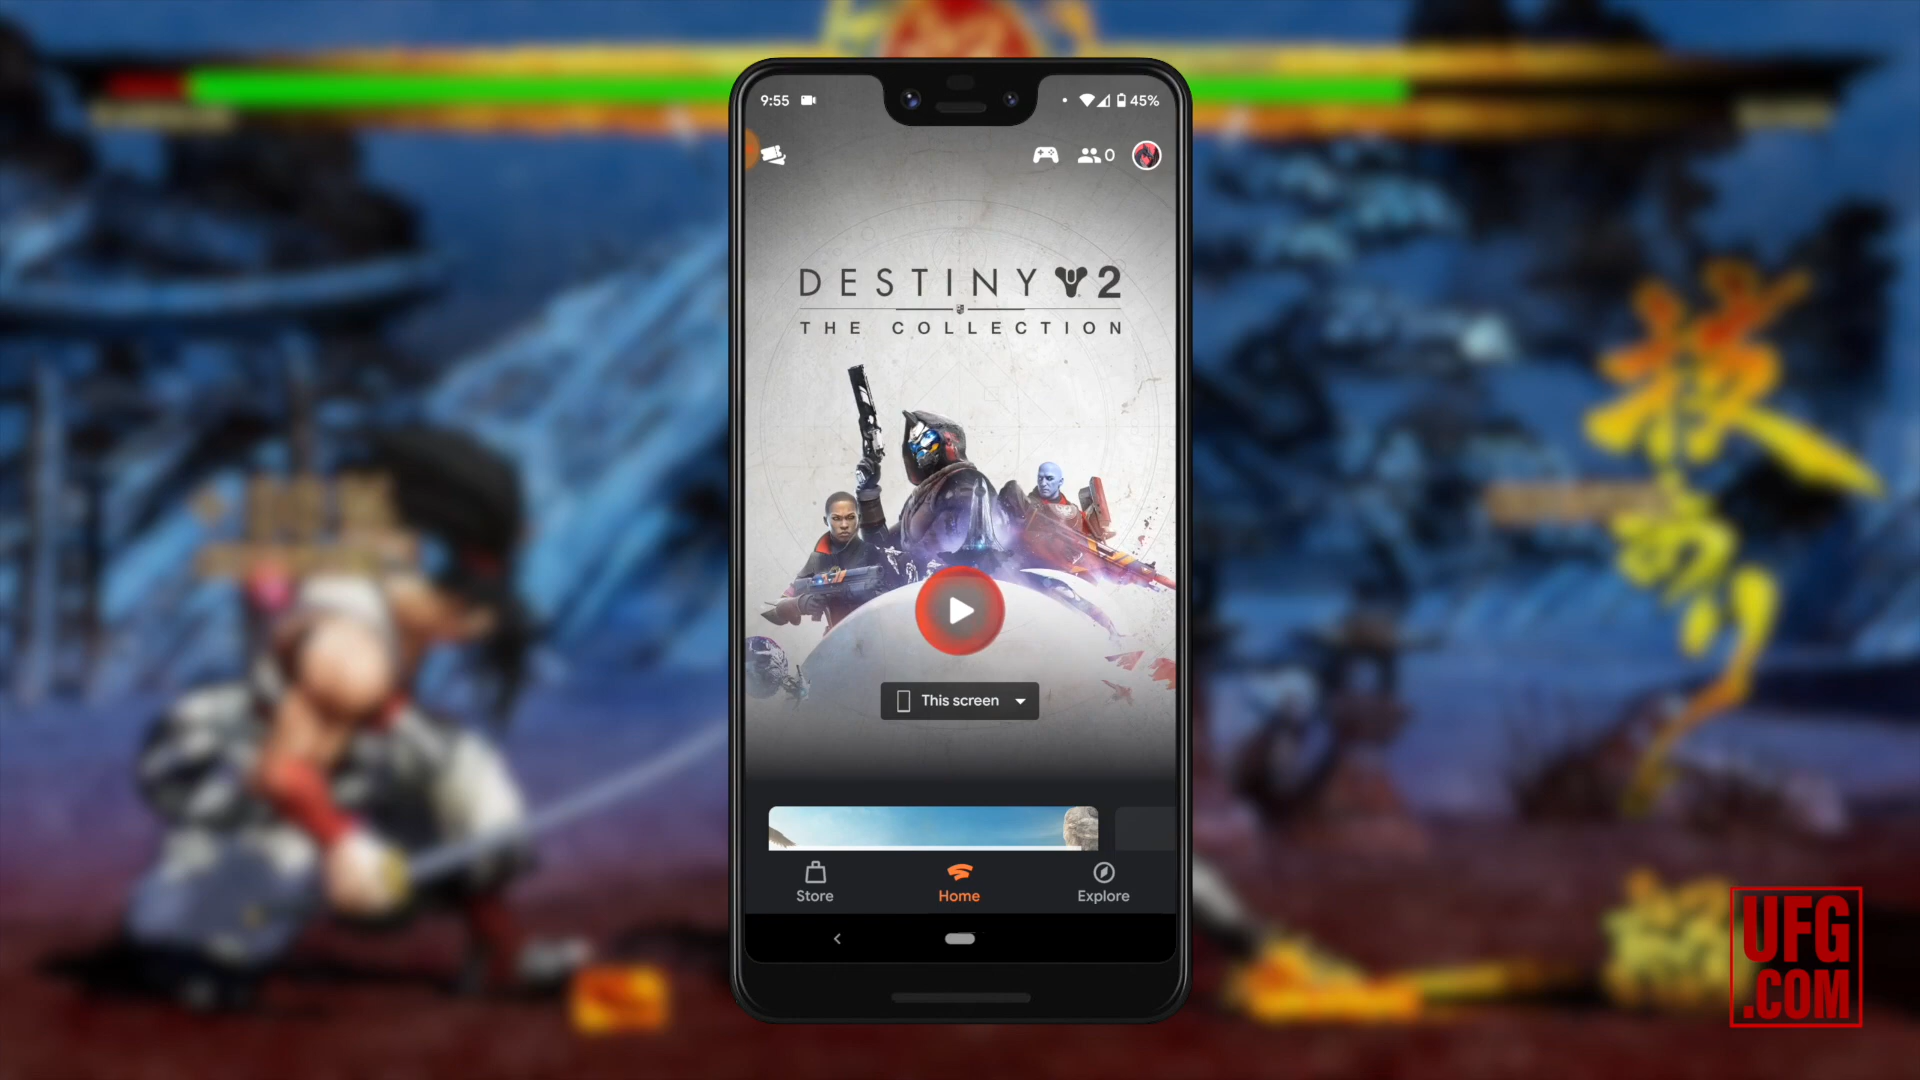 9:55
45%
0
DESTINY 2
THE COLLECTION
This screen
Store
Home
Explore
UFG
.COM